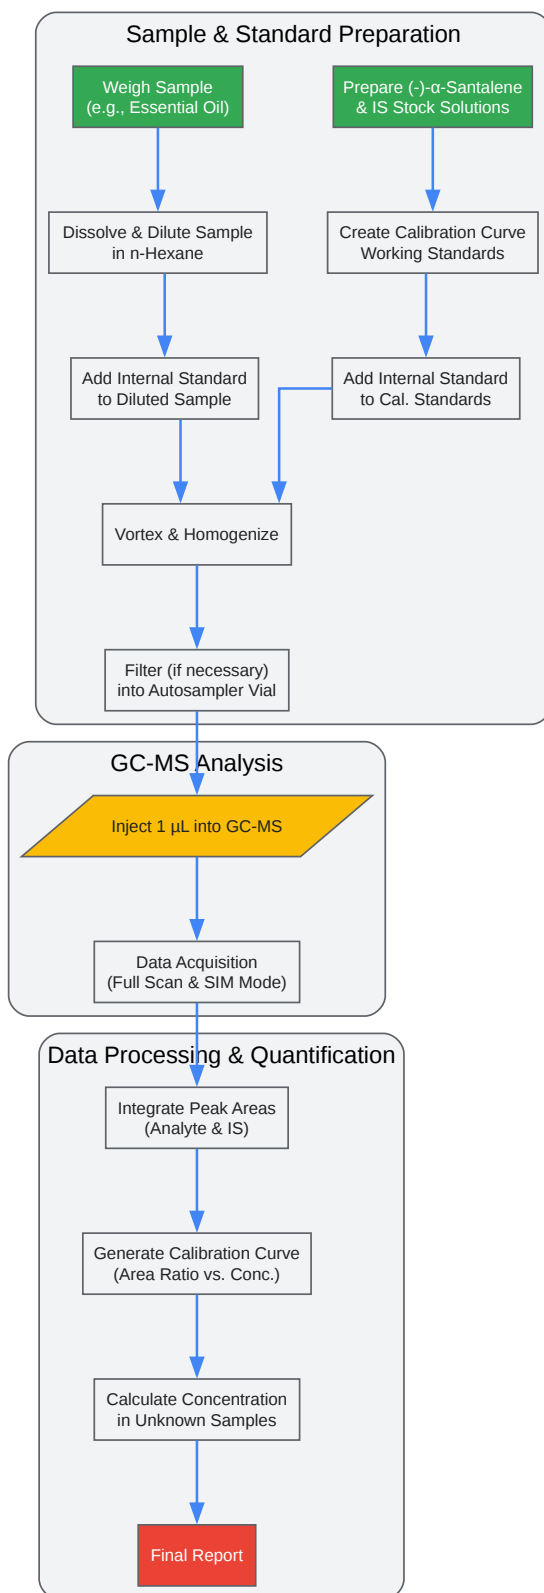 Sample & Standard Preparation
Weigh Sample
(e.g., Essential Oil)
Prepare (-)-α-Santalene
& IS Stock Solutions
Dissolve & Dilute Sample
in n-Hexane
Create Calibration Curve
Working Standards
Add Internal Standard
to Diluted Sample
Add Internal Standard
to Cal. Standards
Vortex & Homogenize
Filter (if necessary)
into Autosampler Vial
GC-MS Analysis
Inject 1 µL into GC-MS
Data Acquisition
(Full Scan & SIM Mode)
Data Processing & Quantification
Integrate Peak Areas
(Analyte & IS)
Generate Calibration Curve
(Area Ratio vs. Conc.)
Calculate Concentration
in Unknown Samples
Final Report